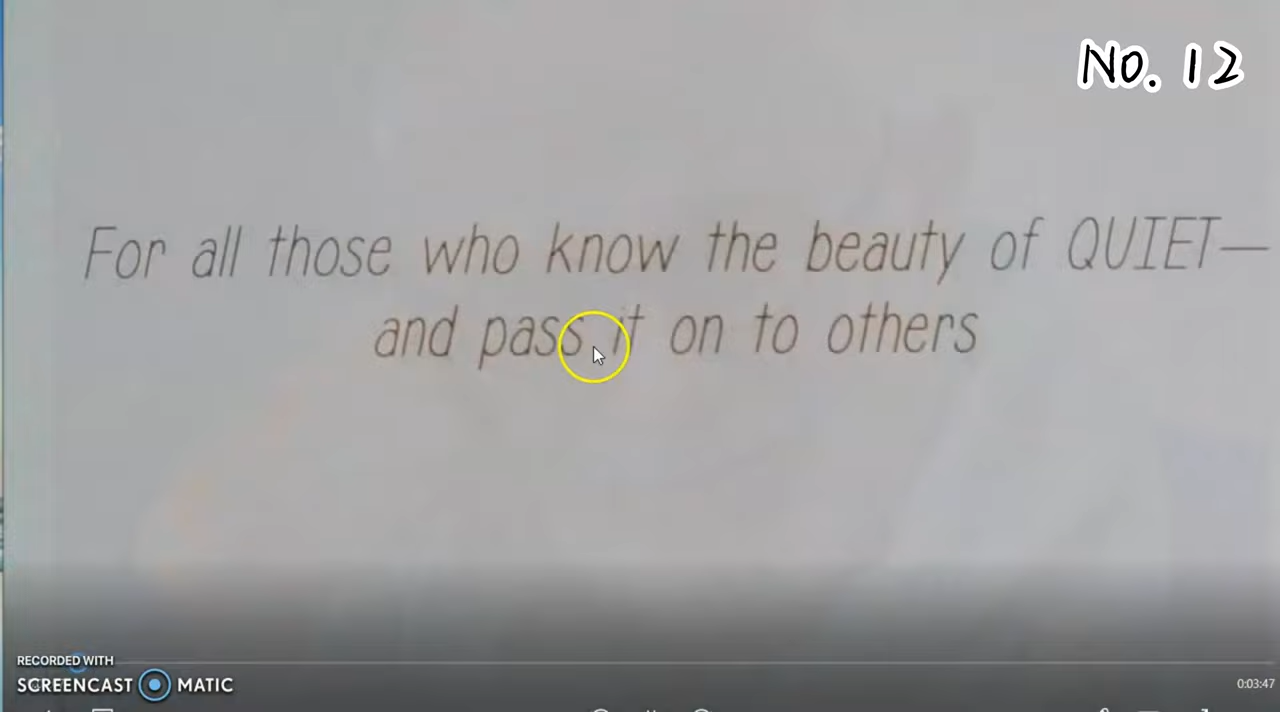 No. 12
For all those who know the beauty of QUIET—
and pass it on to others
RECORDED WITH
SCREENCAST MATIC
0:03:47